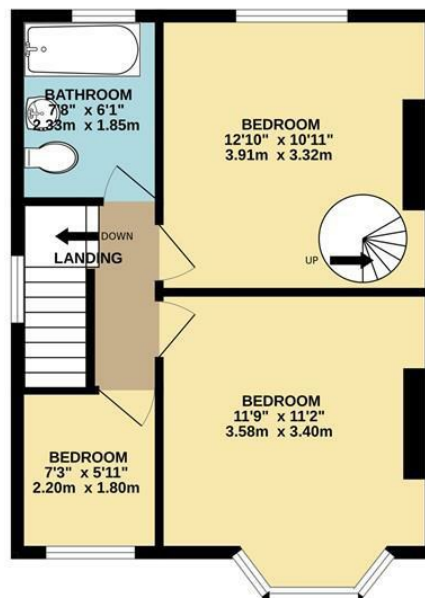 BATHROOM
7'8" x 6'1"
2.33m x 1.85m
BEDROOM
12'10" x 10'11"
3.91m x 3.32m
DOWN
LANDING
UP
BEDROOM
11'9" x 11'2"
3.58m x 3.40m
BEDROOM
7'3" x 5'11"
2.20m x 1.80m